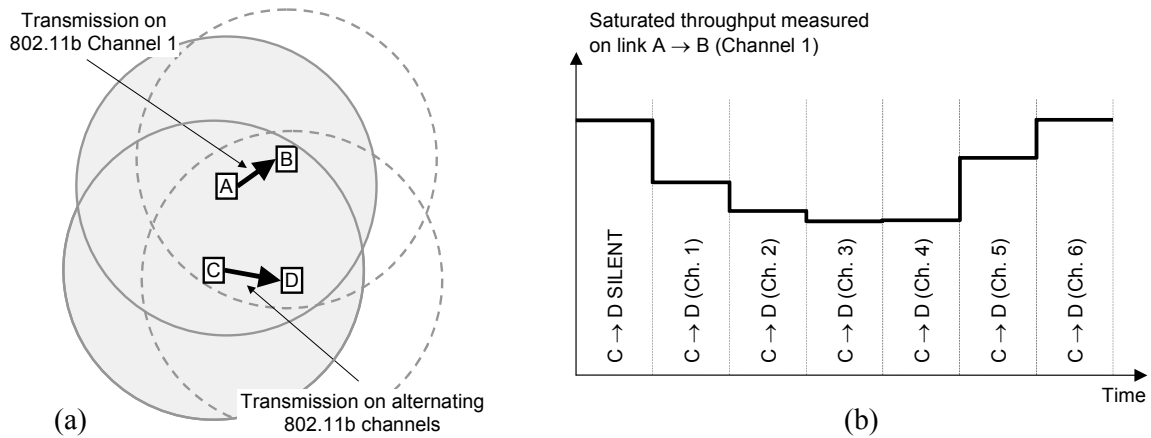 Transmission on
802.11b Channel 1
A
B
C
D
Transmission on alternating
802.11b channels
(a)
Saturated throughput measured
on link A → B (Channel 1)
C → D SILENT
C → D (Ch. 1)
C → D (Ch. 2)
C → D (Ch. 3)
C → D (Ch. 4)
C → D (Ch. 5)
C → D (Ch. 6)
Time
(b)